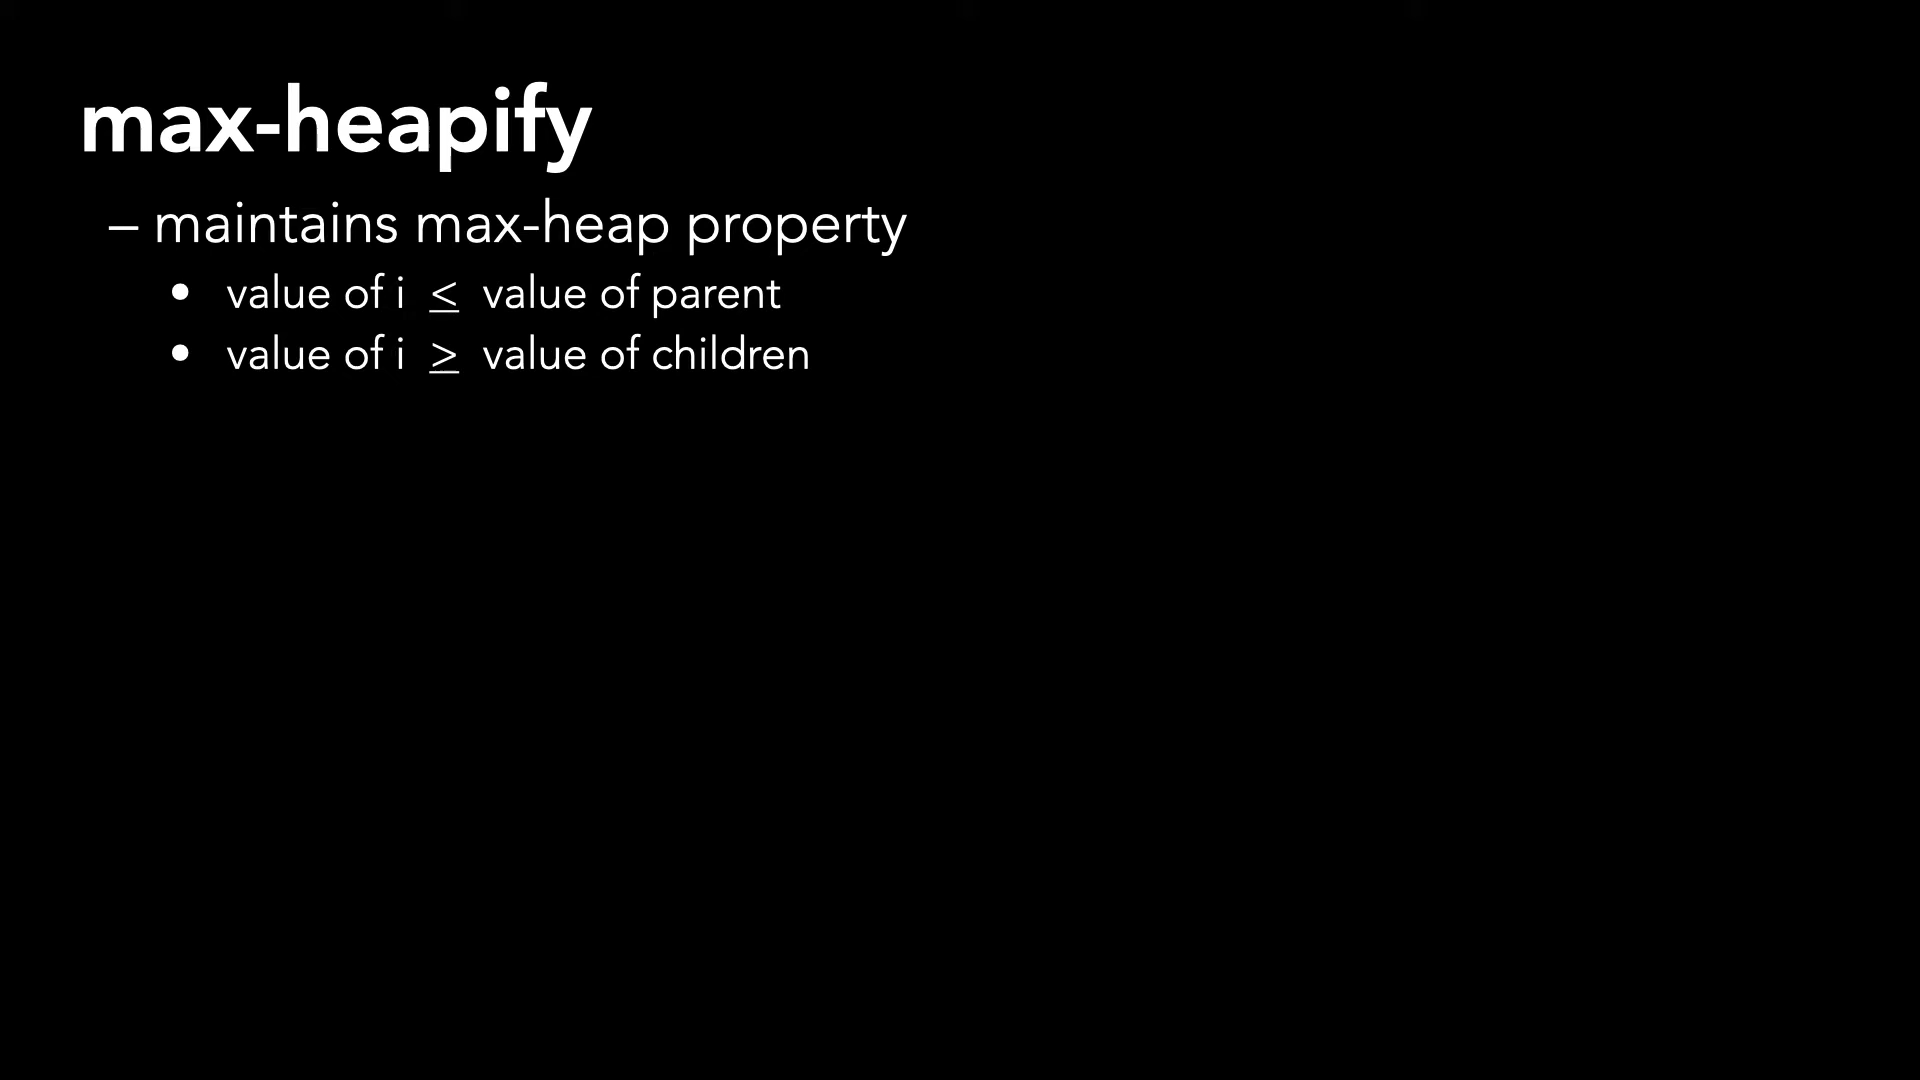 max-heapify
– maintains max-heap property
• value of i ≤ value of parent
• value of i ≥ value of children